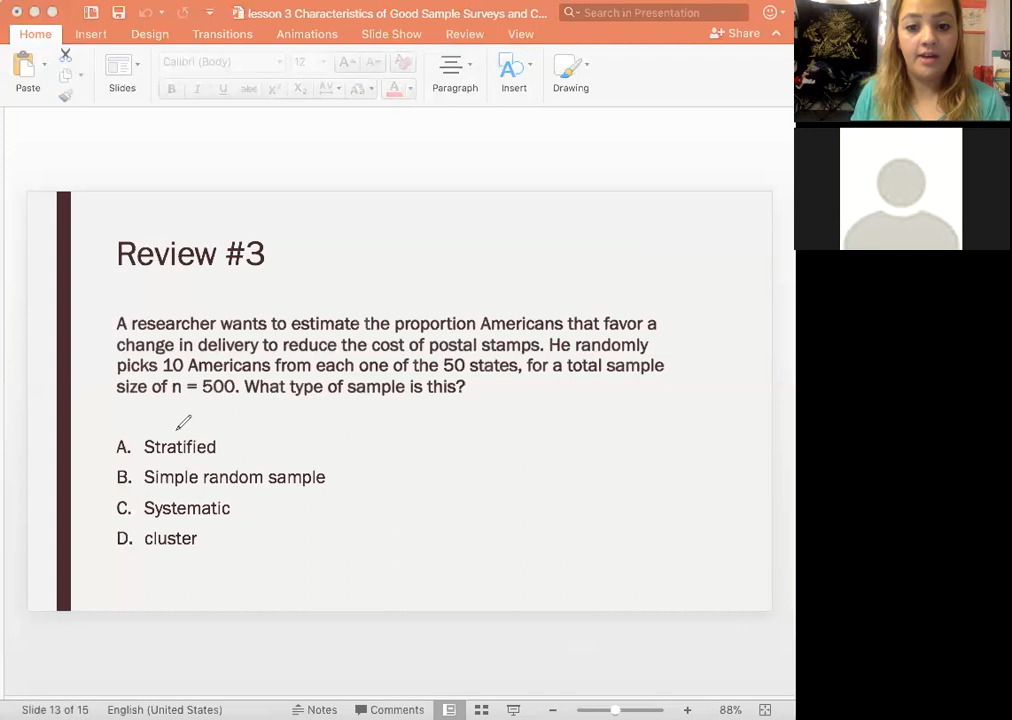 lesson 3 Characteristics of Good Sample Surveys and C...
Search in Presentation
Home Insert Design Transitions Animations Slide Show Review View Share
Calibri (Body) 12
Paste Slides Paragraph Insert Drawing
Review #3
A researcher wants to estimate the proportion Americans that favor a
change in delivery to reduce the cost of postal stamps. He randomly
picks 10 Americans from each one of the 50 states, for a total sample
size of n = 500. What type of sample is this?
A. Stratified
B. Simple random sample
C. Systematic
D. cluster
Slide 13 of 15 English (United States) Notes Comments 88%